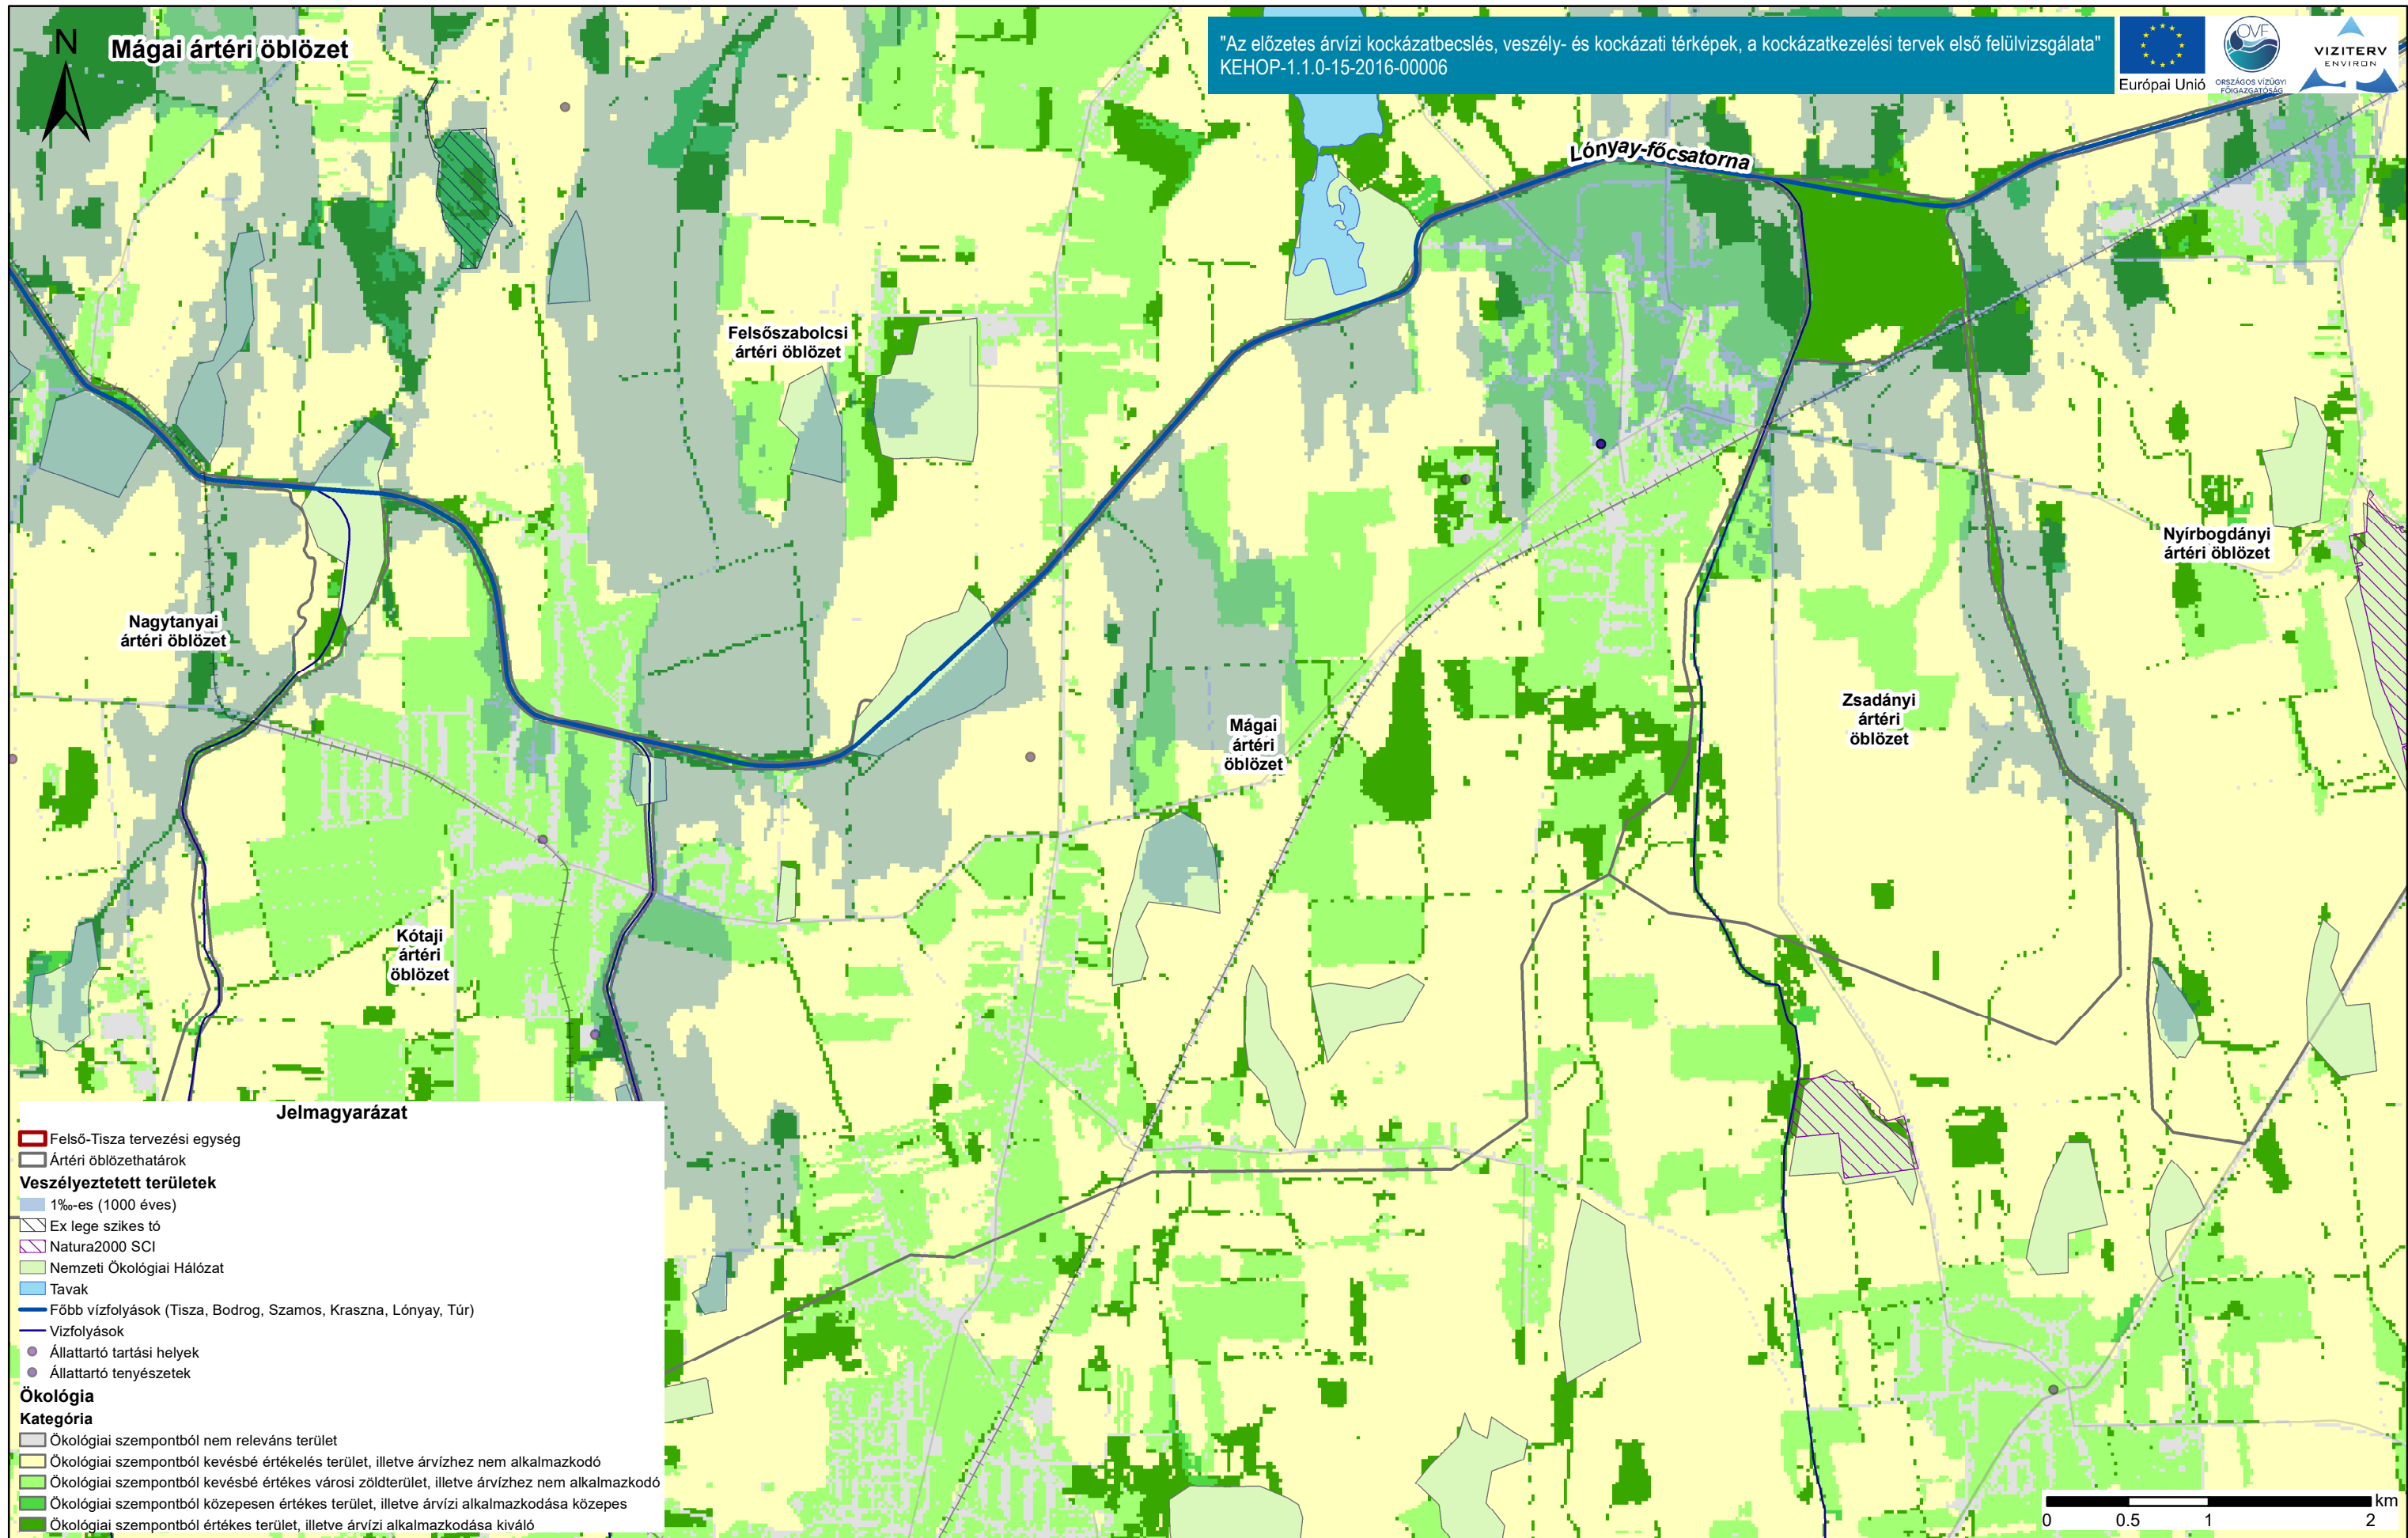 N
Mágai ártéri öblözet
"Az előzetes árvízi kockázatbecslés, veszély- és kockázati térképek, a kockázatkezelési tervek első felülvizsgálata"
KEHOP-1.1.0-15-2016-00006
Európai Unió
OVF
ORSZÁGOS VÍZÜGYI
FŐIGAZGATÓSÁG
VIZITERV
ENVIRON
Lónyay-főcsatorna
Felsőszabolcsi
ártéri öblözet
Nyírbogdányi
ártéri öblözet
Nagytanyai
ártéri öblözet
Zsadányi
ártéri
öblözet
Mágai
ártéri
öblözet
Kótaji
ártéri
öblözet
Jelmagyarázat
Felső-Tisza tervezési egység
Ártéri öblözethatárok
Veszélyeztetett területek
1‰-es (1000 éves)
Ex lege szikes tó
Natura2000 SCI
Nemzeti Ökológiai Hálózat
Tavak
Főbb vízfolyások (Tisza, Bodrog, Szamos, Kraszna, Lónyay, Túr)
Vizfolyások
Állattartó tartási helyek
Állattartó tenyészetek
Ökológia
Kategória
Ökológiai szempontból nem releváns terület
Ökológiai szempontból kevésbé értékelés terület, illetve árvízhez nem alkalmazkodó
Ökológiai szempontból kevésbé értékes városi zöldterület, illetve árvízhez nem alkalmazkodó
Ökológiai szempontból közepesen értékes terület, illetve árvízi alkalmazkodása közepes
Ökológiai szempontból értékes terület, illetve árvízi alkalmazkodása kiváló
km
0 0.5 1 2